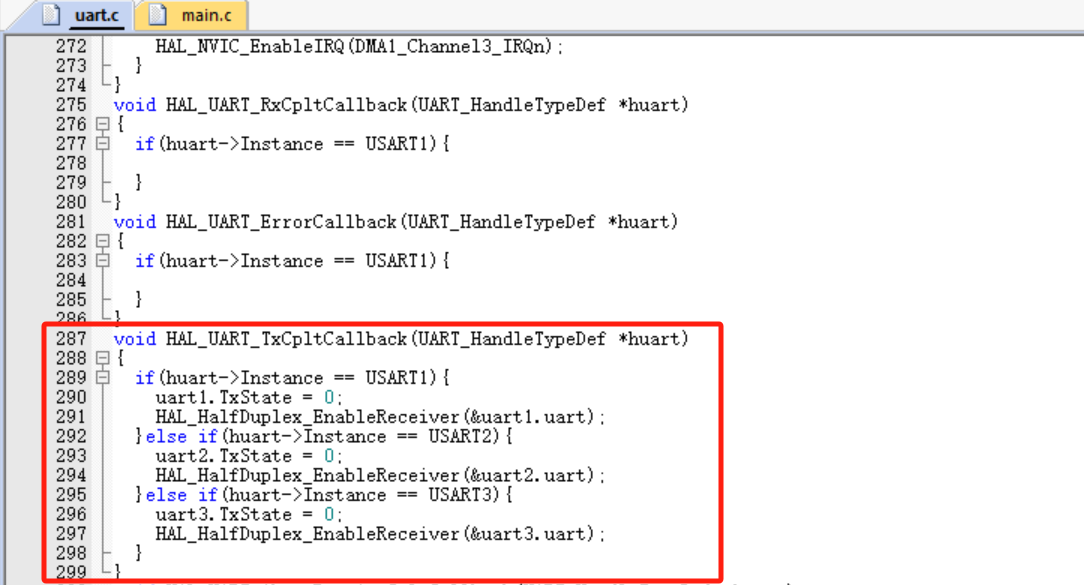 uart.c main.c
272 HAL_NVIC_EnableIRQ(DMA1_Channel3_IRQn);
273 }
274 }
275 void HAL_UART_RxCpltCallback(UART_HandleTypeDef *huart)
276 {
277 if(huart->Instance == USART1){
278
279 }
280 }
281 void HAL_UART_ErrorCallback(UART_HandleTypeDef *huart)
282 {
283 if(huart->Instance == USART1){
284
285 }
286 }
287 void HAL_UART_TxCpltCallback(UART_HandleTypeDef *huart)
288 {
289 if(huart->Instance == USART1){
290 uart1.TxState = 0;
291 HAL_HalfDuplex_EnableReceiver(&uart1.uart);
292 }else if(huart->Instance == USART2){
293 uart2.TxState = 0;
294 HAL_HalfDuplex_EnableReceiver(&uart2.uart);
295 }else if(huart->Instance == USART3){
296 uart3.TxState = 0;
297 HAL_HalfDuplex_EnableReceiver(&uart3.uart);
298 }
299 }